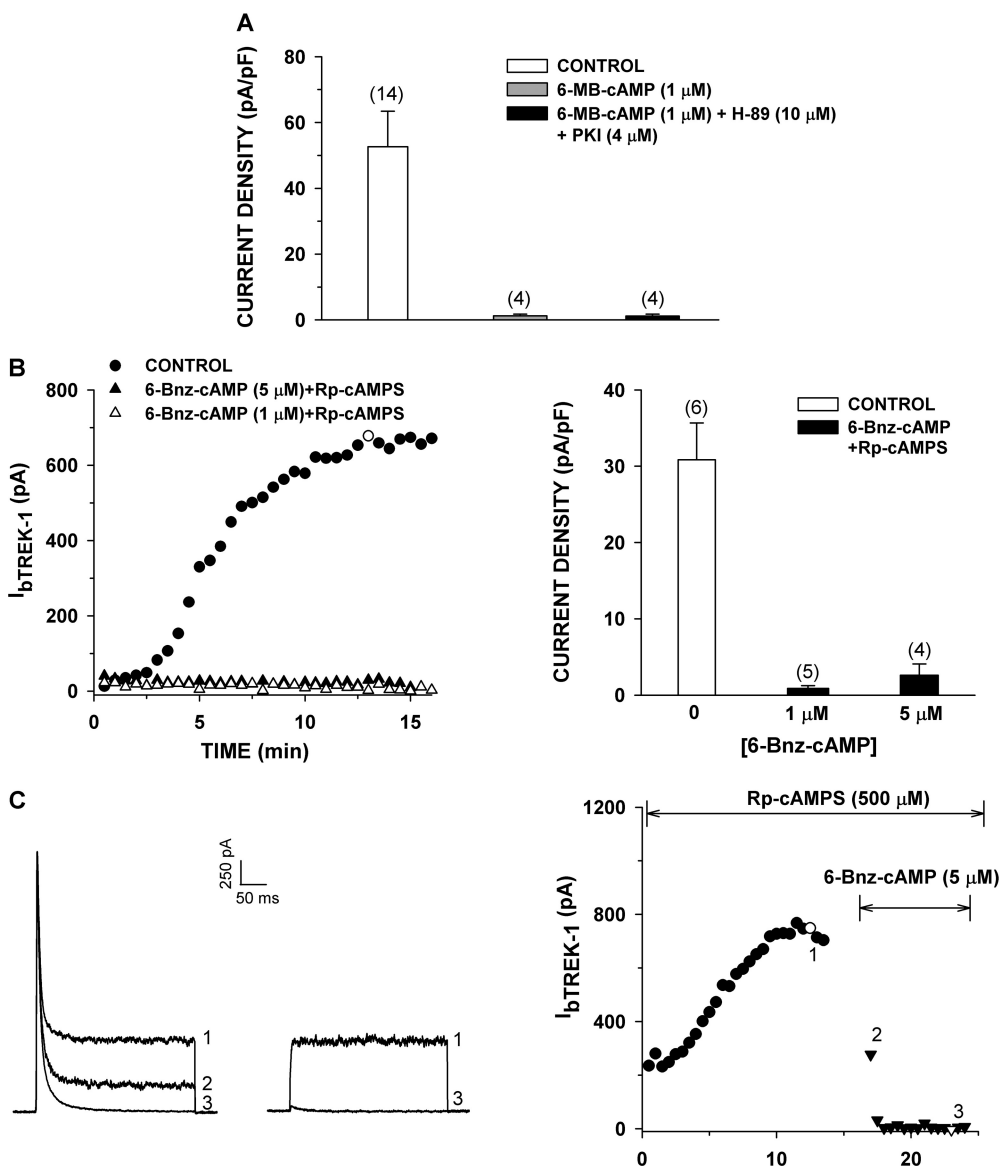 A
CURRENT DENSITY (pA/pF)
80
60
40
20
0
(14)
(4)
(4)
CONTROL
6-MB-cAMP (1 μM)
6-MB-cAMP (1 μM) + H-89 (10 μM)
+ PKI (4 μM)
B
CONTROL
6-Bnz-cAMP (5 μM)+Rp-cAMPS
6-Bnz-cAMP (1 μM)+Rp-cAMPS
IbTREK-1 (pA)
800
600
400
200
0
0
5
10
15
TIME (min)
CURRENT DENSITY (pA/pF)
40
30
20
10
0
(6)
(5)
(4)
CONTROL
6-Bnz-cAMP
+Rp-cAMPS
0
1 μM
5 μM
[6-Bnz-cAMP]
C
250 pA
50 ms
1
2
3
1
3
IbTREK-1 (pA)
1200
800
400
0
Rp-cAMPS (500 μM)
6-Bnz-cAMP (5 μM)
1
2
3
0
10
20